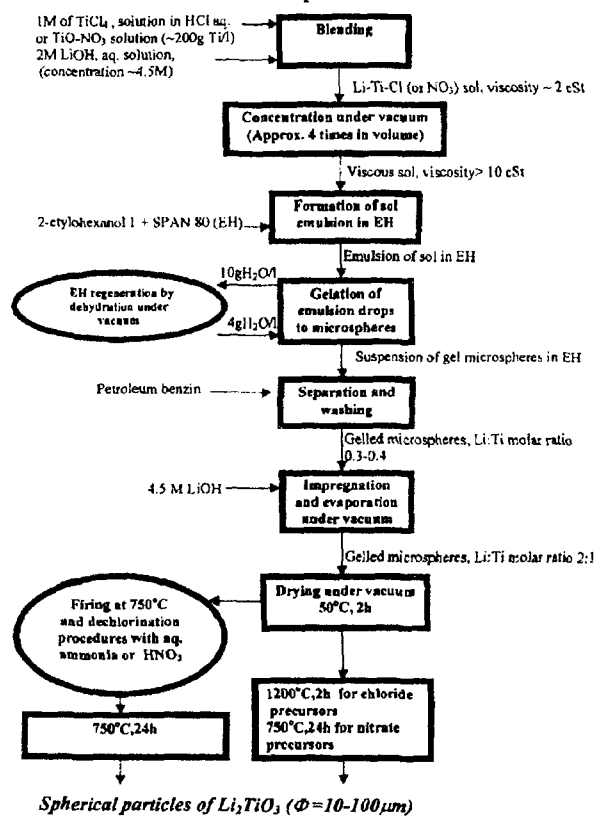 1M of TiCl4, solution in HCl aq.
or TiO-NO3 solution (~200g Ti/l)
2M LiOH, aq. solution,
(concentration ~4.5M)
Blending
Li-Ti-Cl (or NO3) sol, viscosity ~ 2 cSt
Concentration under vacuum
(Approx. 4 times in volume)
Viscous sol, viscosity> 10 cSt
Formation of sol
emulsion in EH
2-etylohexanol 1 + SPAN 80 (EH)
Emulsion of sol in EH
10gH2O/l
EH regeneration by
dehydration under
vacuum
4gH2O/l
Gelation of
emulsion drops
to microspheres
Suspension of gel microspheres in EH
Petroleum benzin
Separation and
washing
Gelled microspheres, Li:Ti molar ratio
0.3-0.4
4.5 M LiOH
Impregnation
and evaporation
under vacuum
Gelled microspheres, Li:Ti molar ratio 2:1
Drying under vacuum
50°C, 2h
Firing at 750°C
and dechlorination
procedures with aq.
ammonia or HNO3
750°C,24h
1200°C,2h for chloride
precursors
750°C,24h for nitrate
precursors
Spherical particles of Li2TiO3 (Φ=10-100μm)